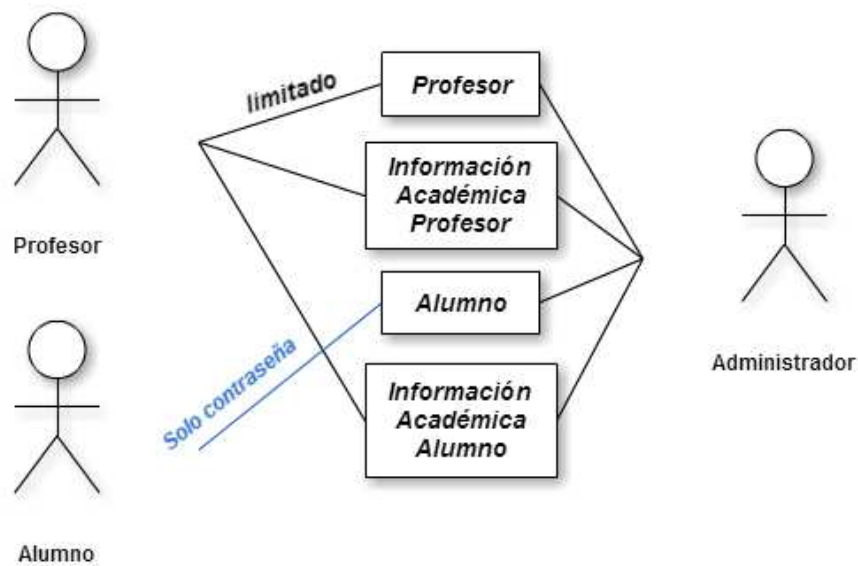 limitado
Profesor
Información
Académica
Profesor
Profesor
Alumno
Solo contraseña
Información
Académica
Alumno
Administrador
Alumno